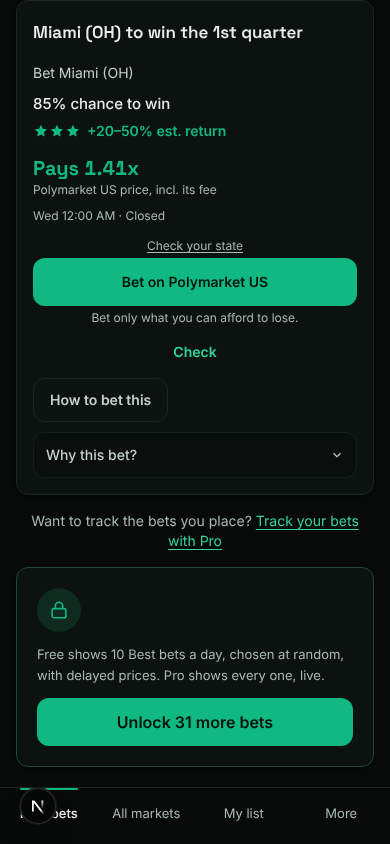 Miami (OH) to win the 1st quarter
Bet Miami (OH)
85% chance to win
★★★ +20–50% est. return
Pays 1.41x
Polymarket US price, incl. its fee
Wed 12:00 AM · Closed
Check your state
Bet on Polymarket US
Bet only what you can afford to lose.
Check
How to bet this
Why this bet?
Want to track the bets you place? Track your bets
with Pro
Free shows 10 Best bets a day, chosen at random,
with delayed prices. Pro shows every one, live.
Unlock 31 more bets
N
bets
All markets
My list
More